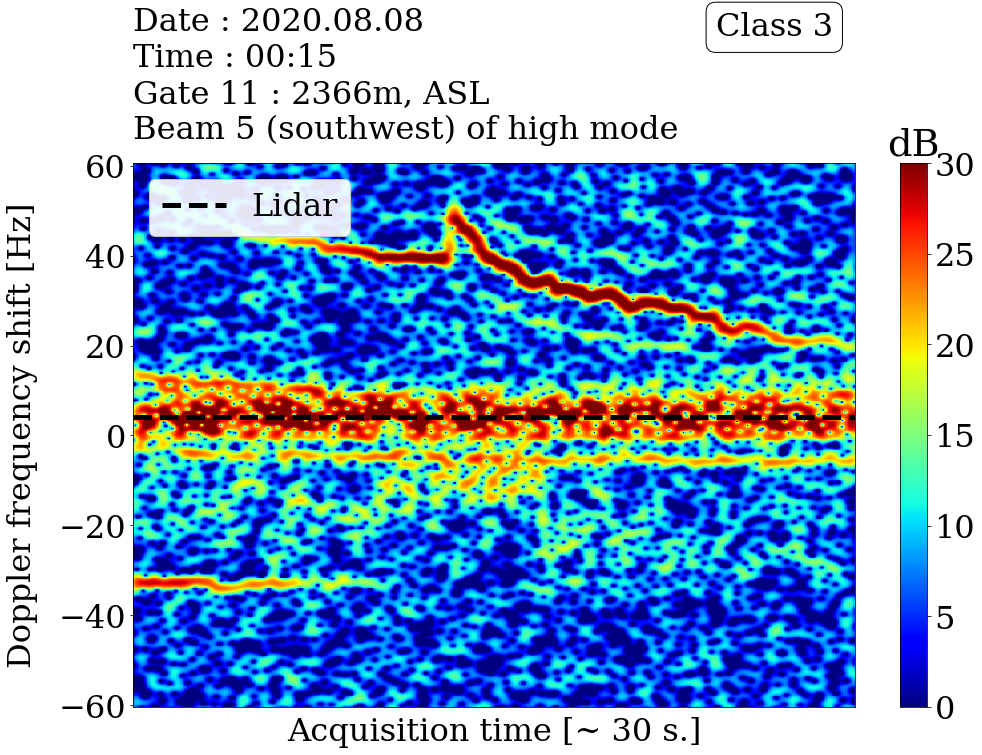 Date : 2020.08.08
Time : 00:15
Gate 11 : 2366m, ASL
Beam 5 (southwest) of high mode
Class 3
dB
Lidar
Doppler frequency shift [Hz]
60
40
20
0
−20
−40
−60
30
25
20
15
10
5
0
Acquisition time [~ 30 s.]